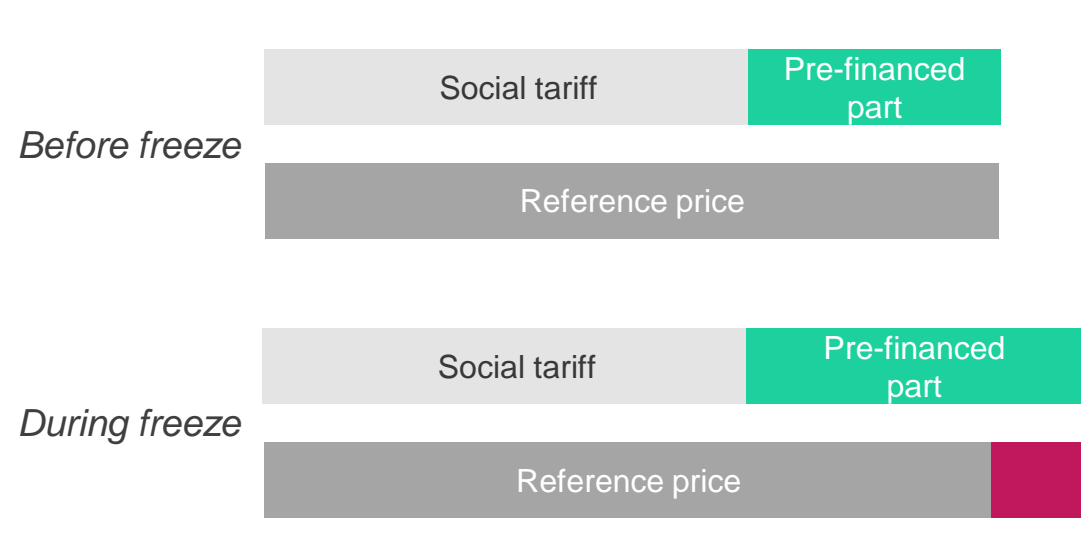 Social tariff
Pre-financed
part
Before freeze
Reference price
Social tariff
Pre-financed
part
During freeze
Reference price